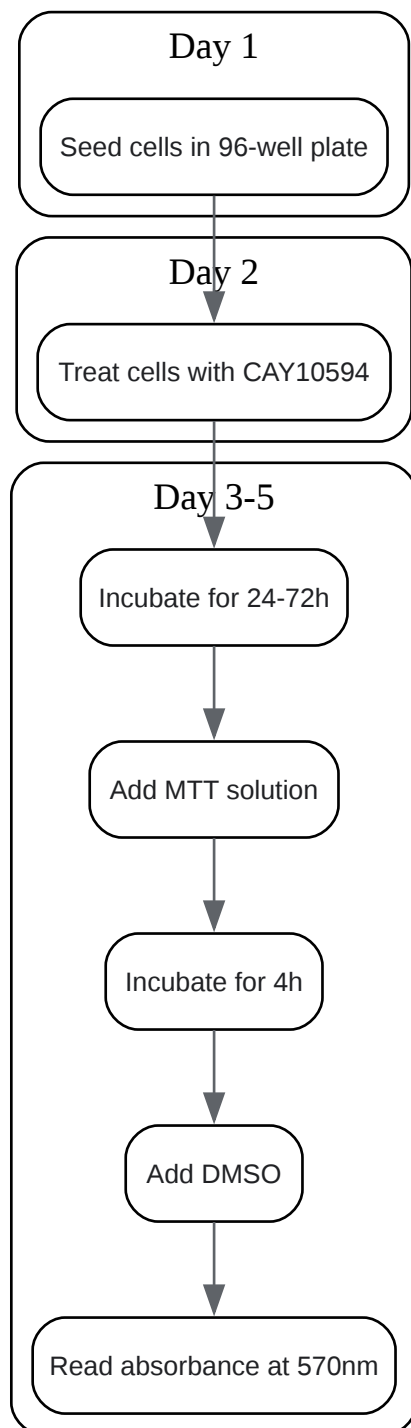 Day 1
Seed cells in 96-well plate
Day 2
Treat cells with CAY10594
Day 3-5
Incubate for 24-72h
Add MTT solution
Incubate for 4h
Add DMSO
Read absorbance at 570nm